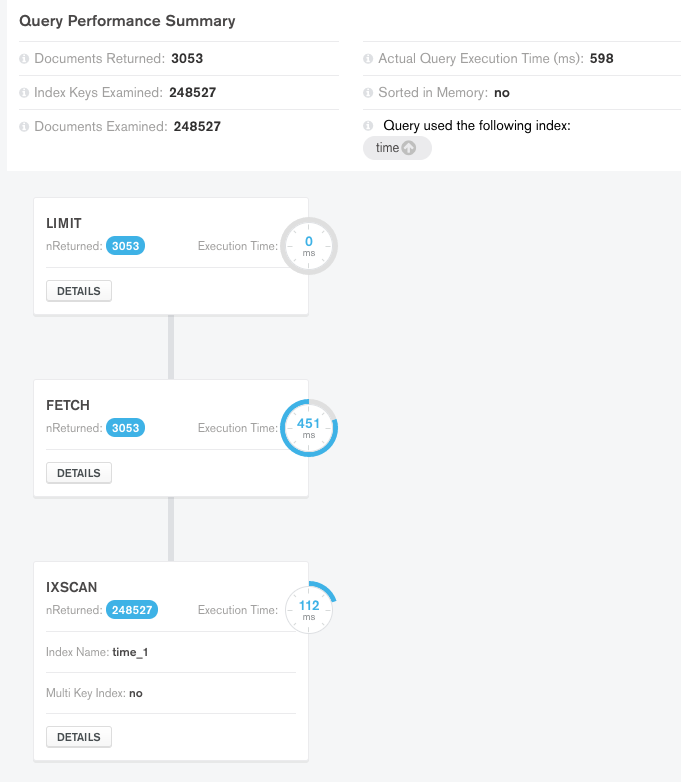 Query Performance Summary
Documents Returned: 3053
Actual Query Execution Time (ms): 598
Index Keys Examined: 248527
Sorted in Memory: no
Documents Examined: 248527
Query used the following index:
time
LIMIT
nReturned: 3053 Execution Time: 0 ms
DETAILS
FETCH
nReturned: 3053 Execution Time: 451 ms
DETAILS
IXSCAN
nReturned: 248527 Execution Time: 112 ms
Index Name: time_1
Multi Key Index: no
DETAILS